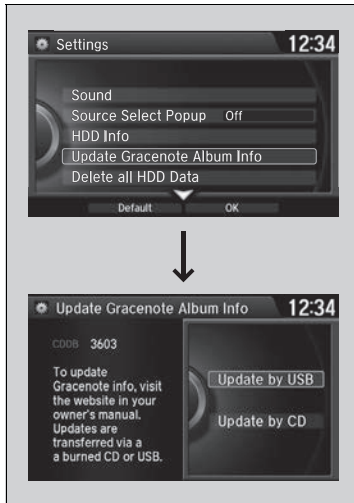 Settings 12:34
Sound
Source Select Popup Off
HDD Info
Update Gracenote Album Info
Delete all HDD Data
Default OK
Update Gracenote Album Info 12:34
CDDB 3603
To update
Gracenote info, visit
the website in your
owner's manual.
Updates are
transferred via a
a burned CD or USB.
Update by USB
Update by CD